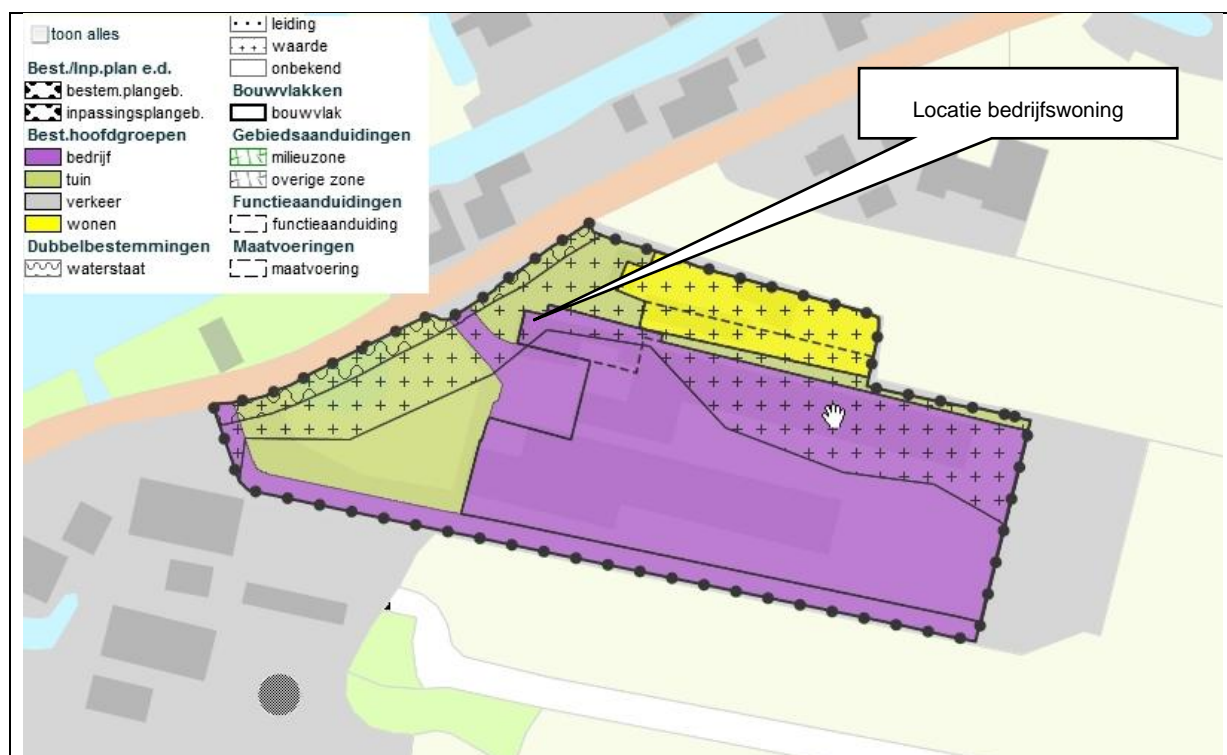 toon alles
Best./Inp.plan e.d.
bestem.plangeb.
inpassingsplangeb.
Best.hoofdgroepen
bedrijf
tuin
verkeer
wonen
Dubbelbestemmingen
waterstaat
leiding
waarde
onbekend
Bouwvlakken
bouwvlak
Gebiedsaanduidingen
milieuzone
overige zone
Functieaanduidingen
functieaanduiding
Maatvoeringen
maatvoering
Locatie bedrijfswoning